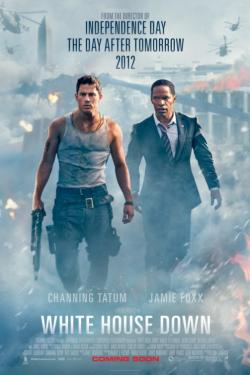 FROM THE DIRECTOR OF
INDEPENDENCE DAY
THE DAY AFTER TOMORROW
2012
CHANNING TATUM JAMIE FOXX
WHITE HOUSE DOWN
COMING SOON